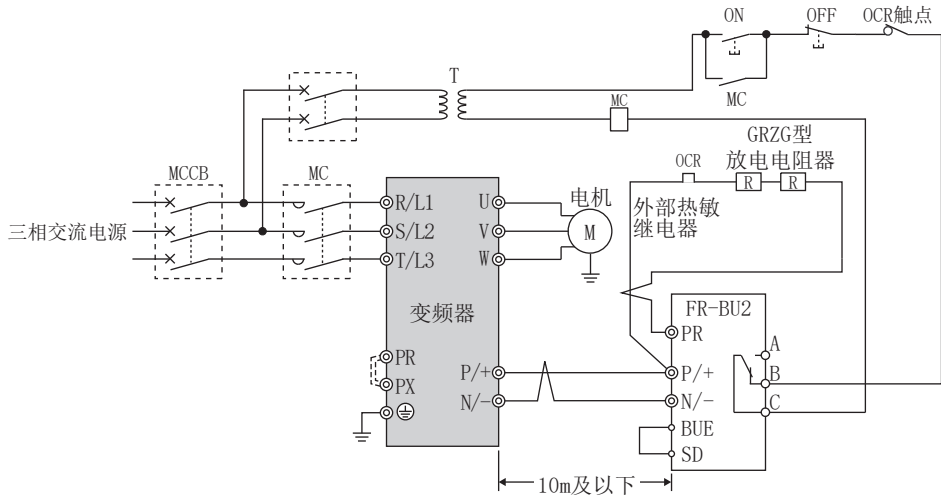 ON
OFF
OCR触点
T
MC
MC
GRZG型
放电电阻器
OCR
R
R
MCCB
MC
外部热敏
继电器
电机
M
三相交流电源
R/L1
S/L2
T/L3
U
V
W
变频器
PR
PX
P/+
N/-
FR-BU2
PR
P/+
N/-
BUE
SD
A
B
C
10m及以下